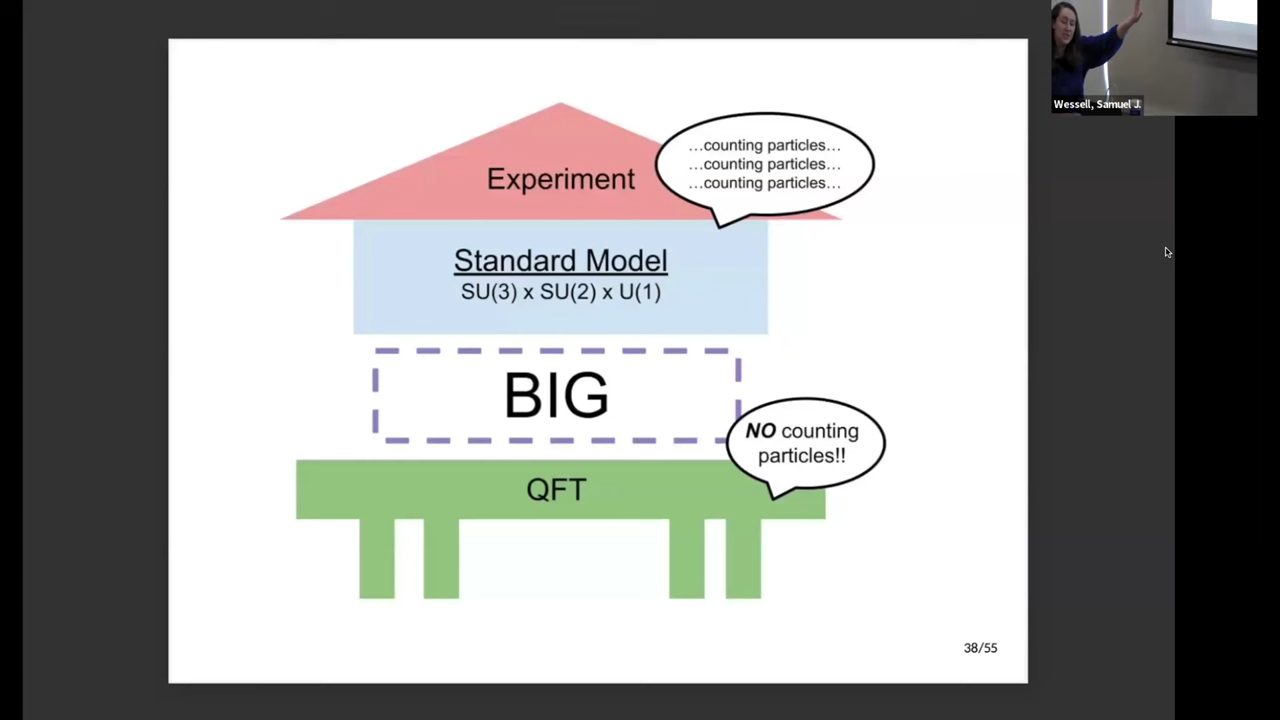 Experiment
…counting particles…
…counting particles…
…counting particles…
Standard Model
SU(3) x SU(2) x U(1)
BIG
NO counting
particles!!
QFT
38/55
Wessell, Samuel J.